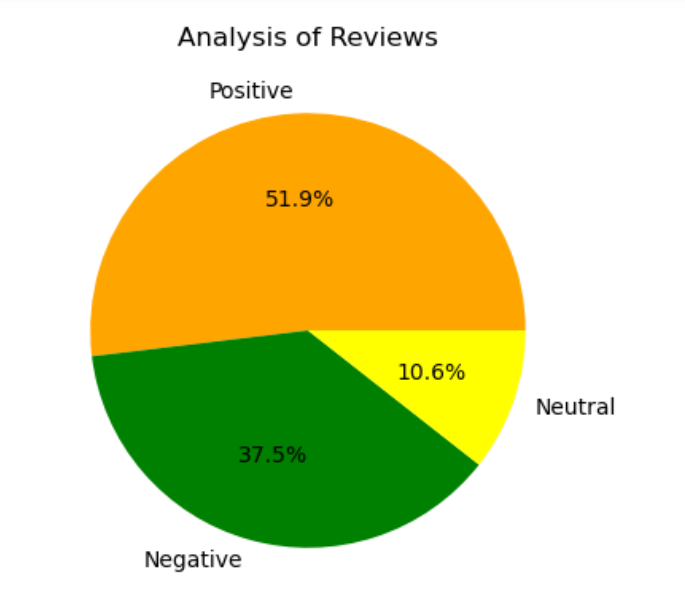 Analysis of Reviews
Positive
51.9%
10.6%
Neutral
37.5%
Negative